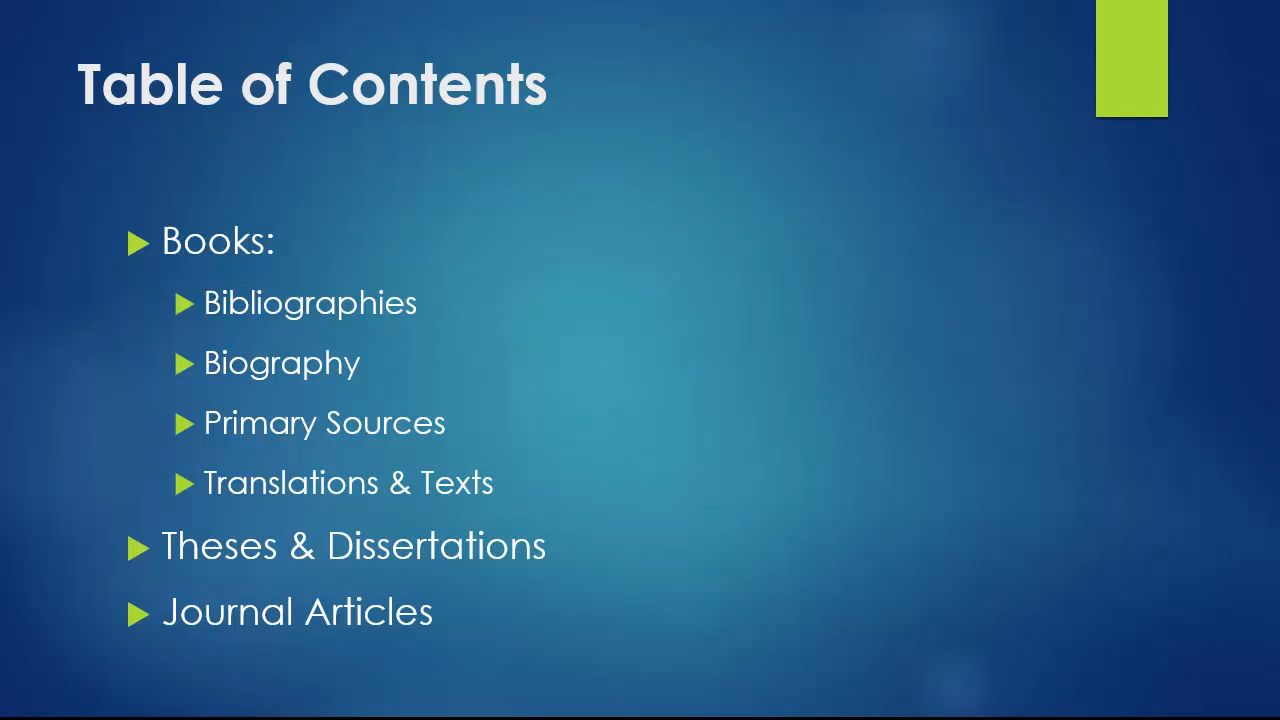 Table of Contents
Books:
Bibliographies
Biography
Primary Sources
Translations & Texts
Theses & Dissertations
Journal Articles